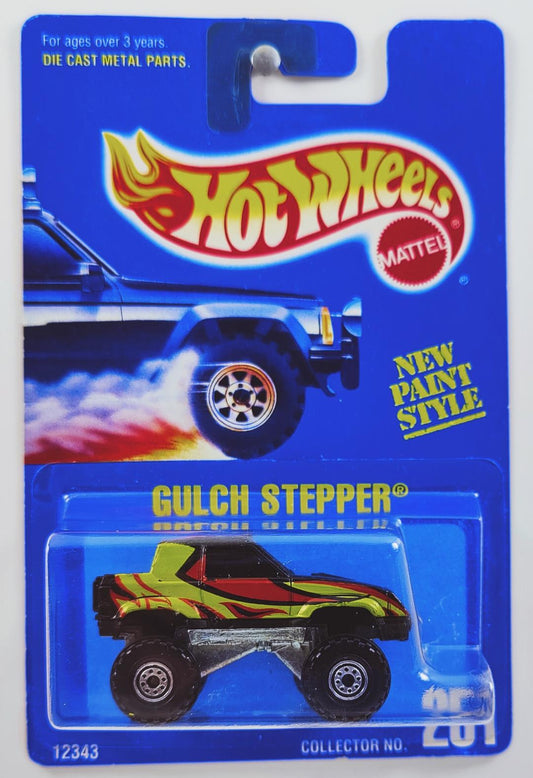 For ages over 3 years.
DIE CAST METAL PARTS.
HOT WHEELS®
MATTEL
®
NEW
PAINT
STYLE
GULCH STEPPER®
12343
COLLECTOR NO. 251